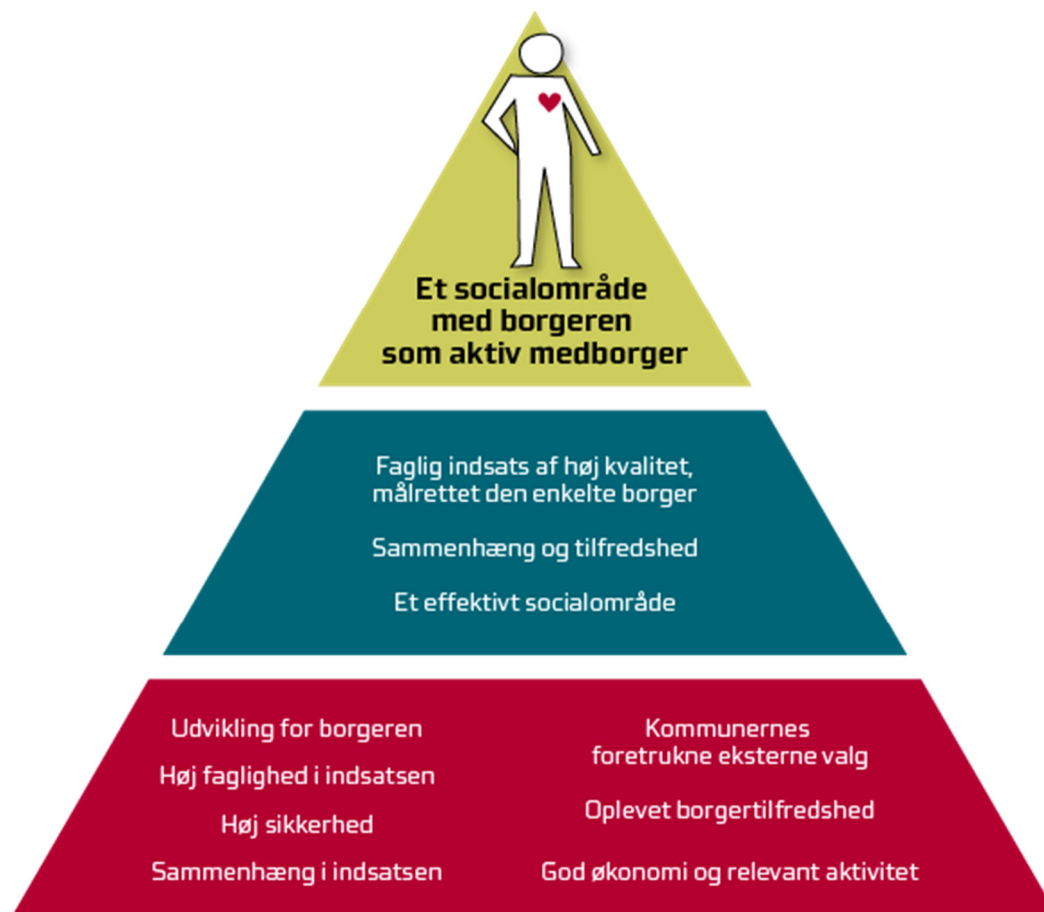 Et socialområde
med borgeren
som aktiv medborger
Faglig indsats af høj kvalitet,
målrettet den enkelte borger
Sammenhæng og tilfredshed
Et effektivt socialområde
Udvikling for borgeren
Høj faglighed i indsatsen
Høj sikkerhed
Sammenhæng i indsatsen
Kommunernes
foretrukne eksterne valg
Oplevet borgertilfredshed
God økonomi og relevant aktivitet